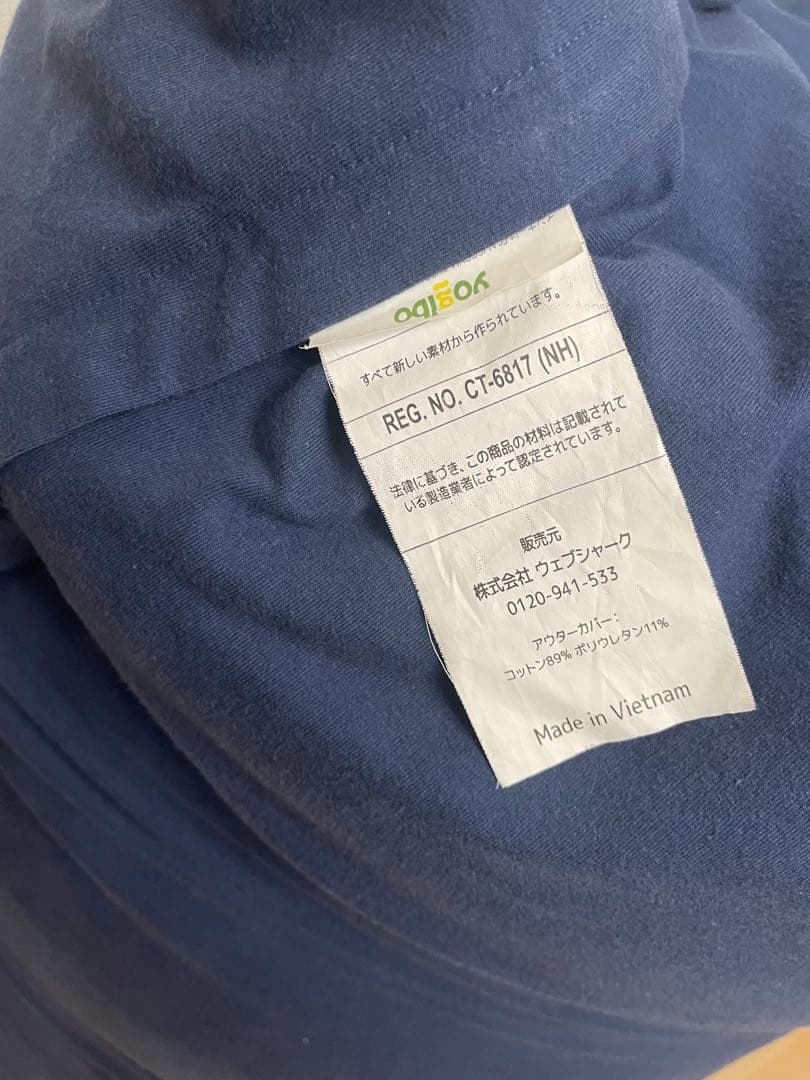 yogibo
すべて新しい素材から作られています。
REG. NO. CT-6817 (NH)
法律に基づき、この商品の材料は記載されて
いる製造業者によって認定されています。
販売元
株式会社 ウェブシャーク
0120-941-533
アウターカバー：
コットン89% ポリウレタン11%
Made in Vietnam